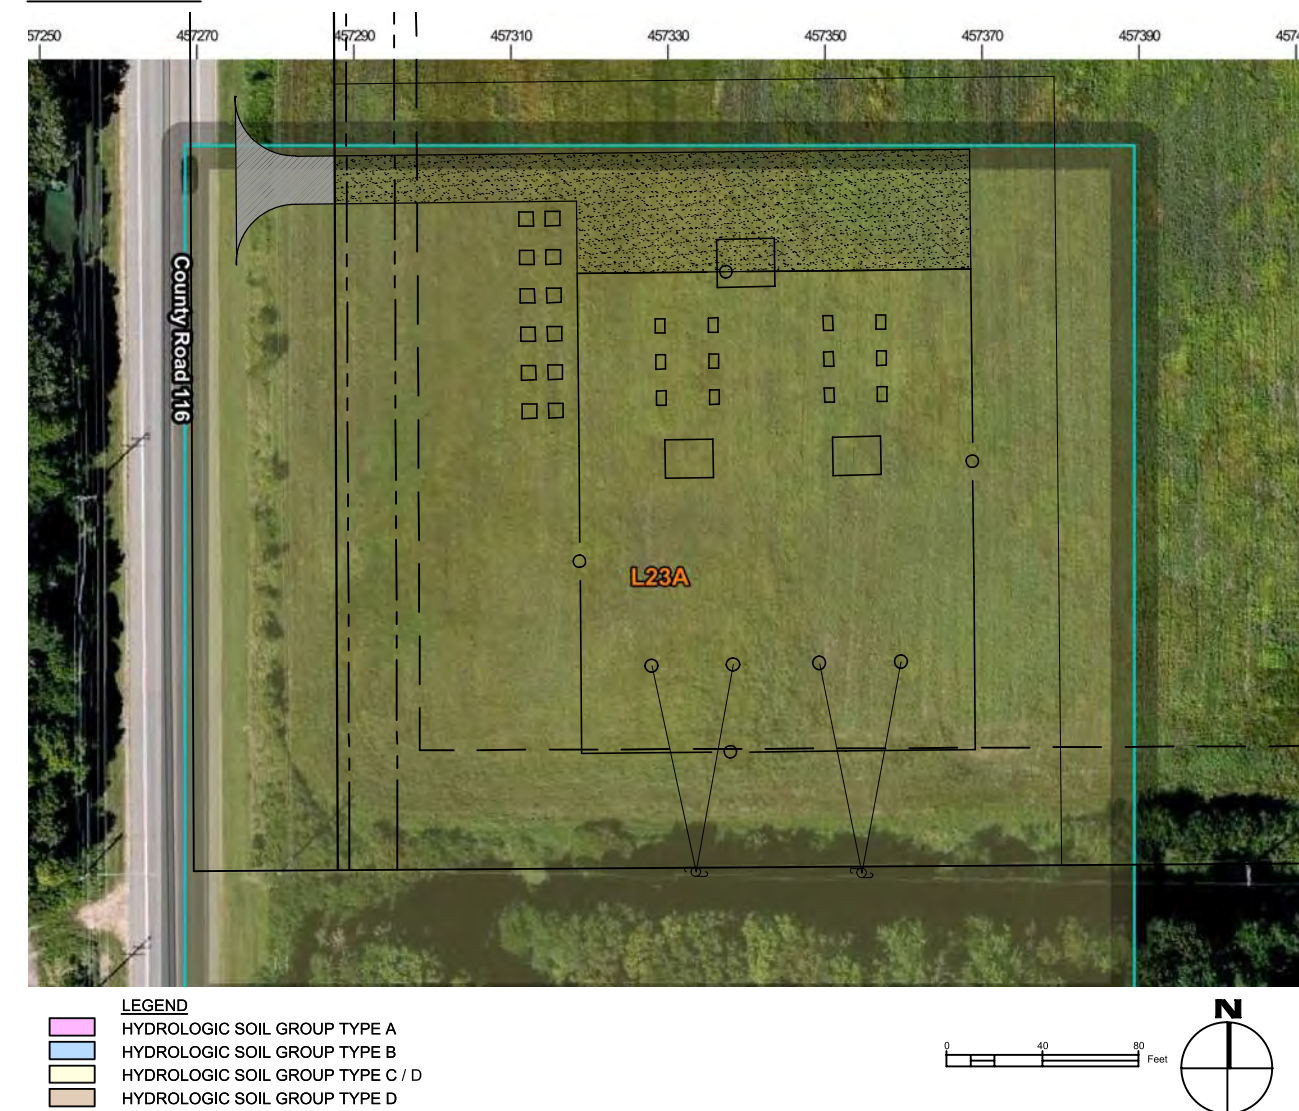 57250 457270 457290 457310 457330 457350 457370 457390 4574
County Road 116
L23A
LEGEND
HYDROLOGIC SOIL GROUP TYPE A
HYDROLOGIC SOIL GROUP TYPE B
HYDROLOGIC SOIL GROUP TYPE C / D
HYDROLOGIC SOIL GROUP TYPE D
0 40 80
Feet
N